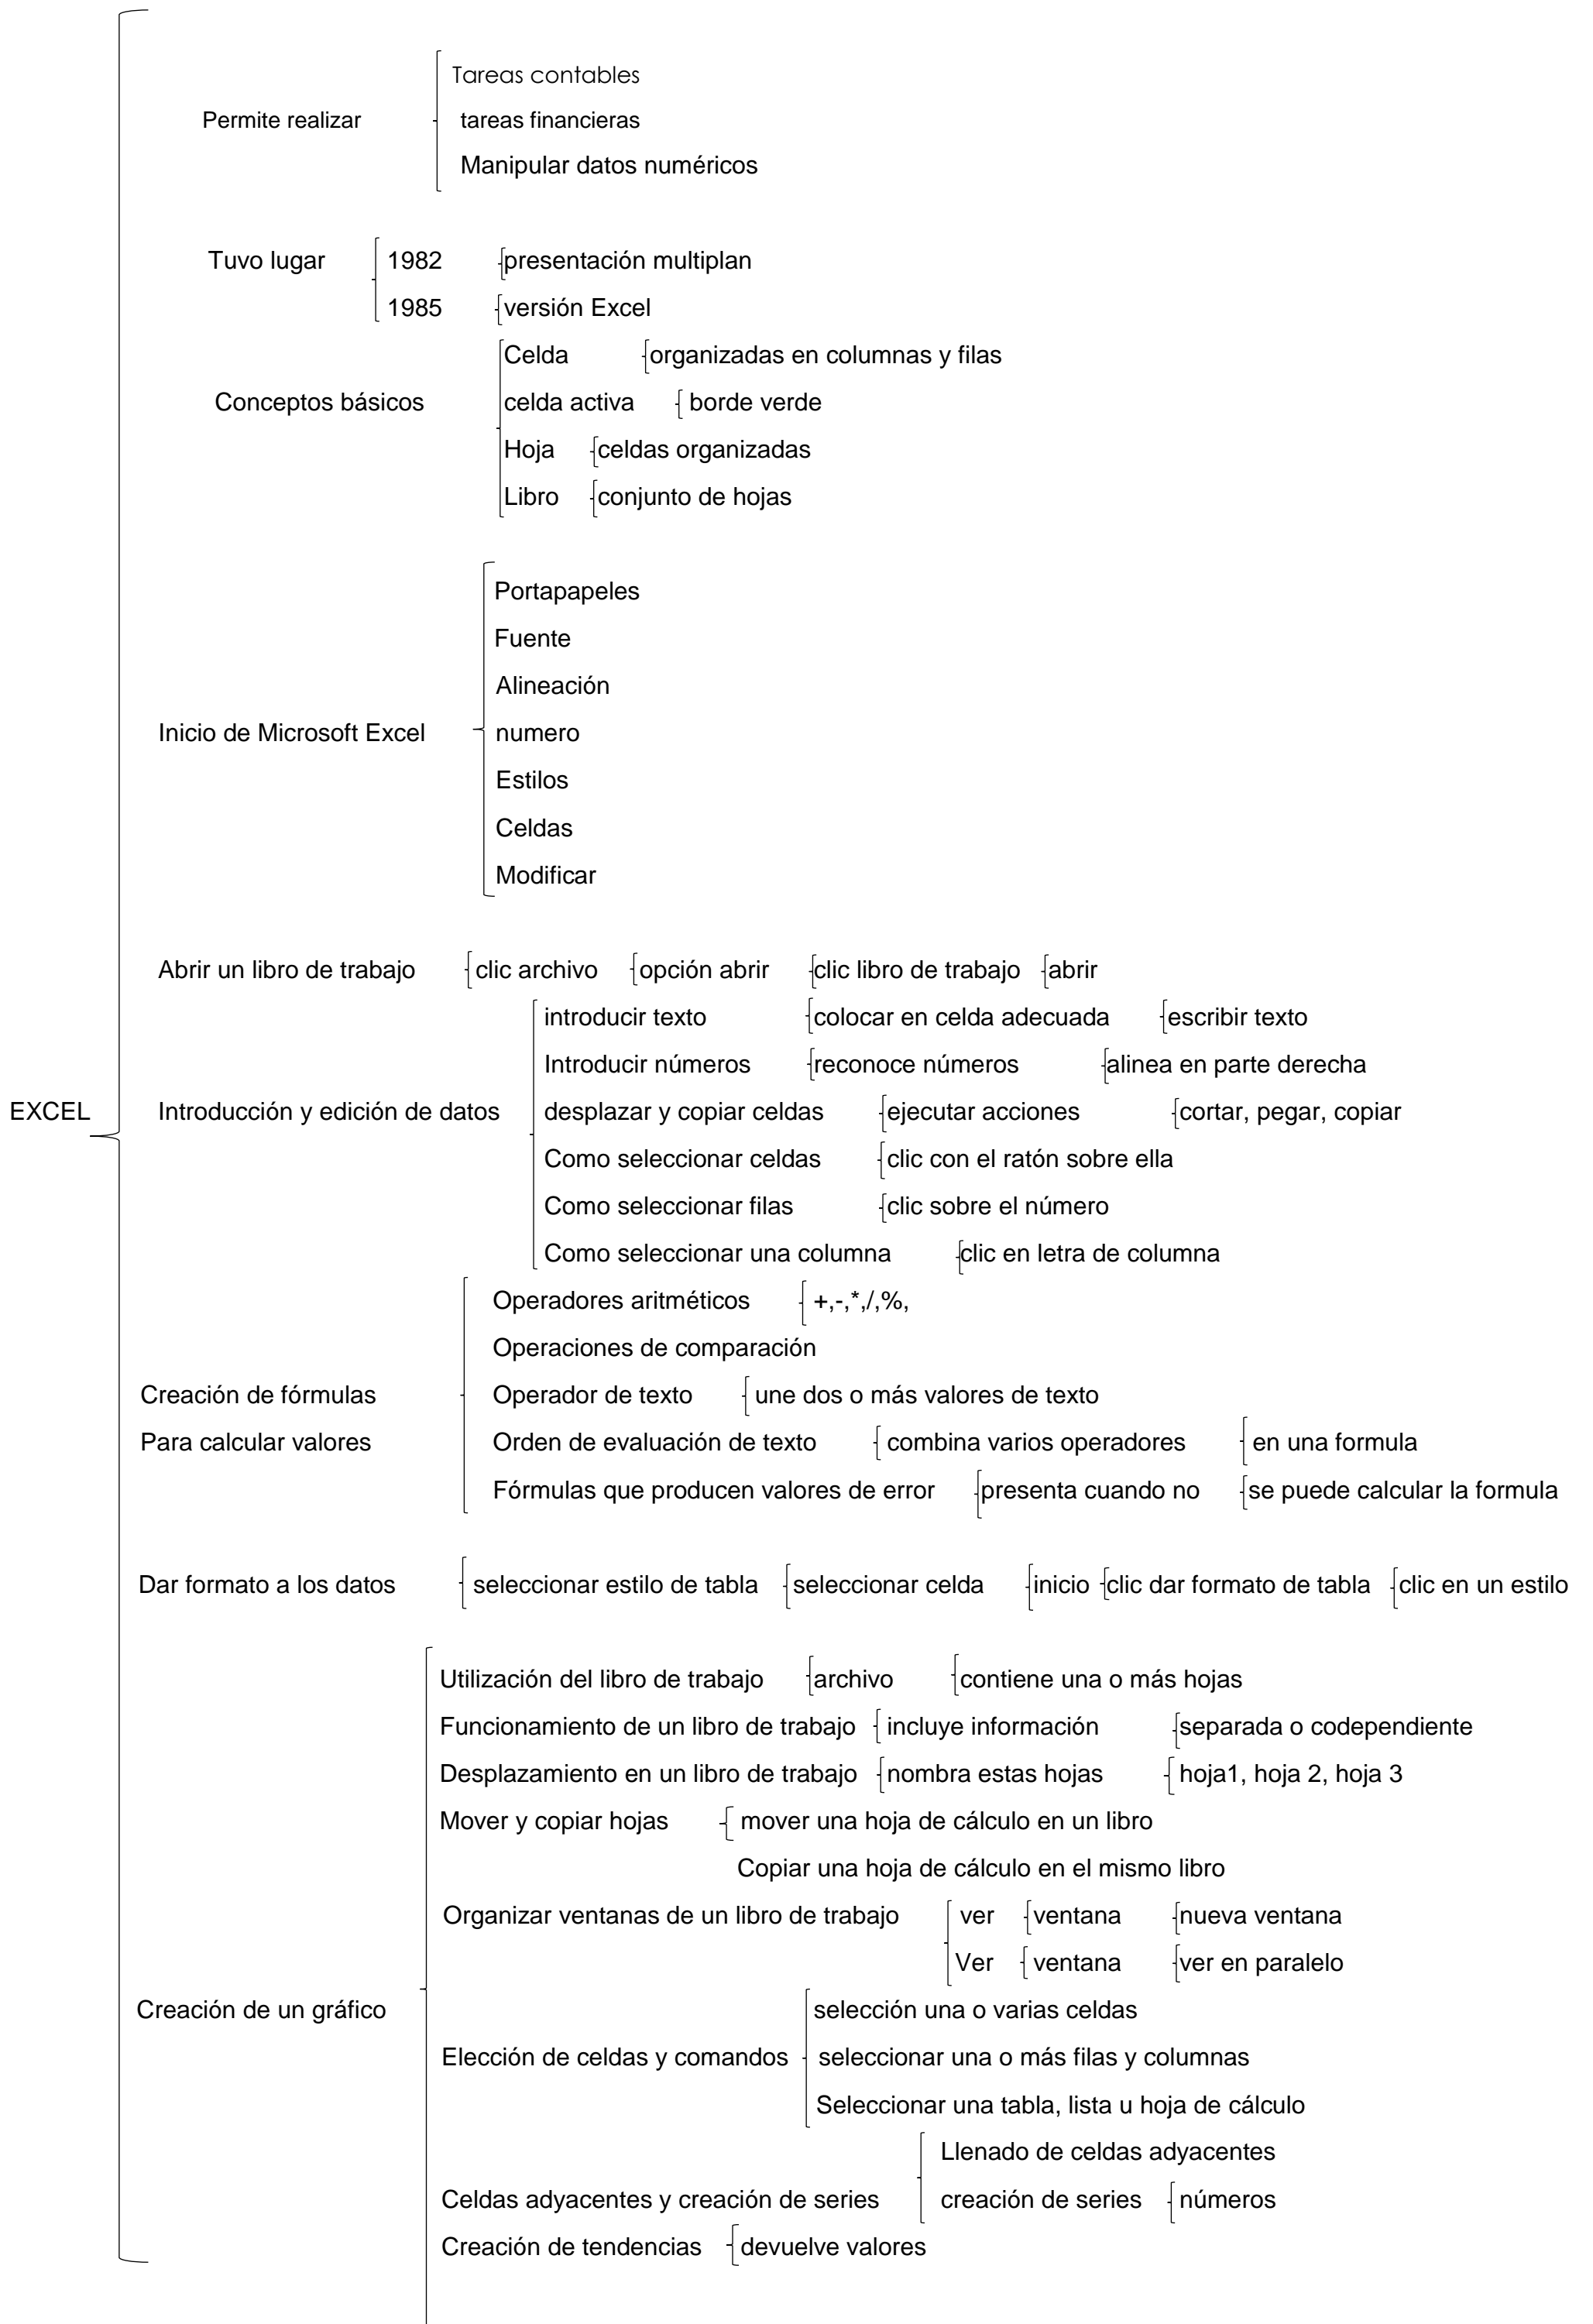 Tareas contables
Permite realizar tareas financieras
Manipular datos numéricos
Tuvo lugar 1982 presentación multiplan
1985 versión Excel
Celda organizadas en columnas y filas
Conceptos básicos celda activa borde verde
Hoja celdas organizadas
Libro conjunto de hojas
Portapapeles
Fuente
Alineación
Inicio de Microsoft Excel numero
Estilos
Celdas
Modificar
Abrir un libro de trabajo clic archivo opción abrir clic libro de trabajo abrir
introducir texto colocar en celda adecuada escribir texto
Introducir números reconoce números alinea en parte derecha
EXCEL Introducción y edición de datos desplazar y copiar celdas ejecutar acciones cortar, pegar, copiar
Como seleccionar celdas clic con el ratón sobre ella
Como seleccionar filas clic sobre el número
Como seleccionar una columna clic en letra de columna
Operadores aritméticos +,-,*,/,%,
Operaciones de comparación
Creación de fórmulas Operador de texto une dos o más valores de texto
Para calcular valores Orden de evaluación de texto combina varios operadores en una formula
Fórmulas que producen valores de error presenta cuando no se puede calcular la formula
Dar formato a los datos seleccionar estilo de tabla seleccionar celda inicio clic dar formato de tabla clic en un estilo
Utilización del libro de trabajo archivo contiene una o más hojas
Funcionamiento de un libro de trabajo incluye información separada o codependiente
Desplazamiento en un libro de trabajo nombra estas hojas hoja1, hoja 2, hoja 3
Mover y copiar hojas mover una hoja de cálculo en un libro
Copiar una hoja de cálculo en el mismo libro
Organizar ventanas de un libro de trabajo ver ventana nueva ventana
Ver ventana ver en paralelo
Creación de un gráfico selección una o varias celdas
Elección de celdas y comandos seleccionar una o más filas y columnas
Seleccionar una tabla, lista u hoja de cálculo
Llenado de celdas adyacentes
Celdas adyacentes y creación de series creación de series números
Creación de tendencias devuelve valores